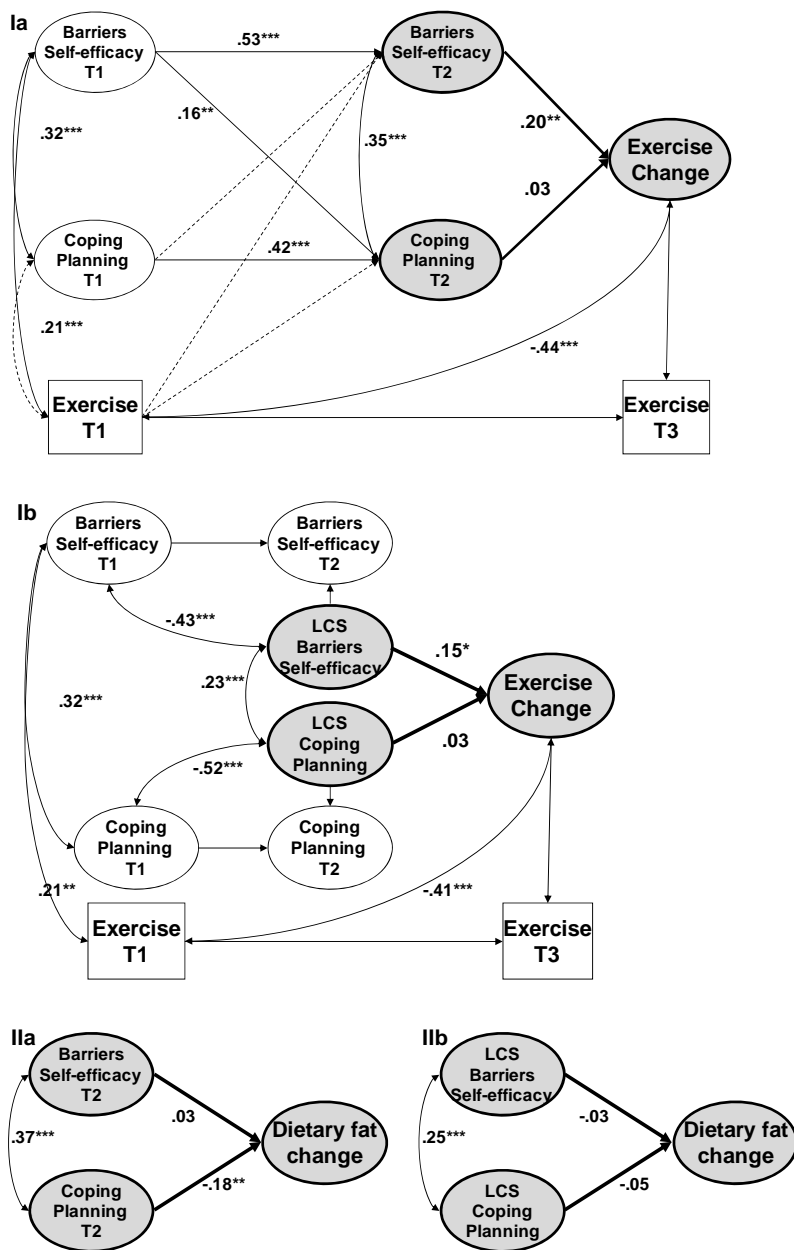 Ia
Barriers
Self-efficacy
T1
.53***
Barriers
Self-efficacy
T2
.32***
.16**
.35***
.20**
Exercise
Change
.03
Coping
Planning
T1
.42***
Coping
Planning
T2
.21***
-.44***
Exercise
T1
Exercise
T3
Ib
Barriers
Self-efficacy
T1
Barriers
Self-efficacy
T2
-.43***
LCS
Barriers
Self-efficacy
.15*
.32***
.23***
Exercise
Change
LCS
Coping
Planning
.03
-.52***
Coping
Planning
T1
Coping
Planning
T2
.21**
-.41***
Exercise
T1
Exercise
T3
IIa
Barriers
Self-efficacy
T2
.03
.37***
Dietary fat
change
Coping
Planning
T2
-.18**
IIb
LCS
Barriers
Self-efficacy
-.03
.25***
Dietary fat
change
LCS
Coping
Planning
-.05